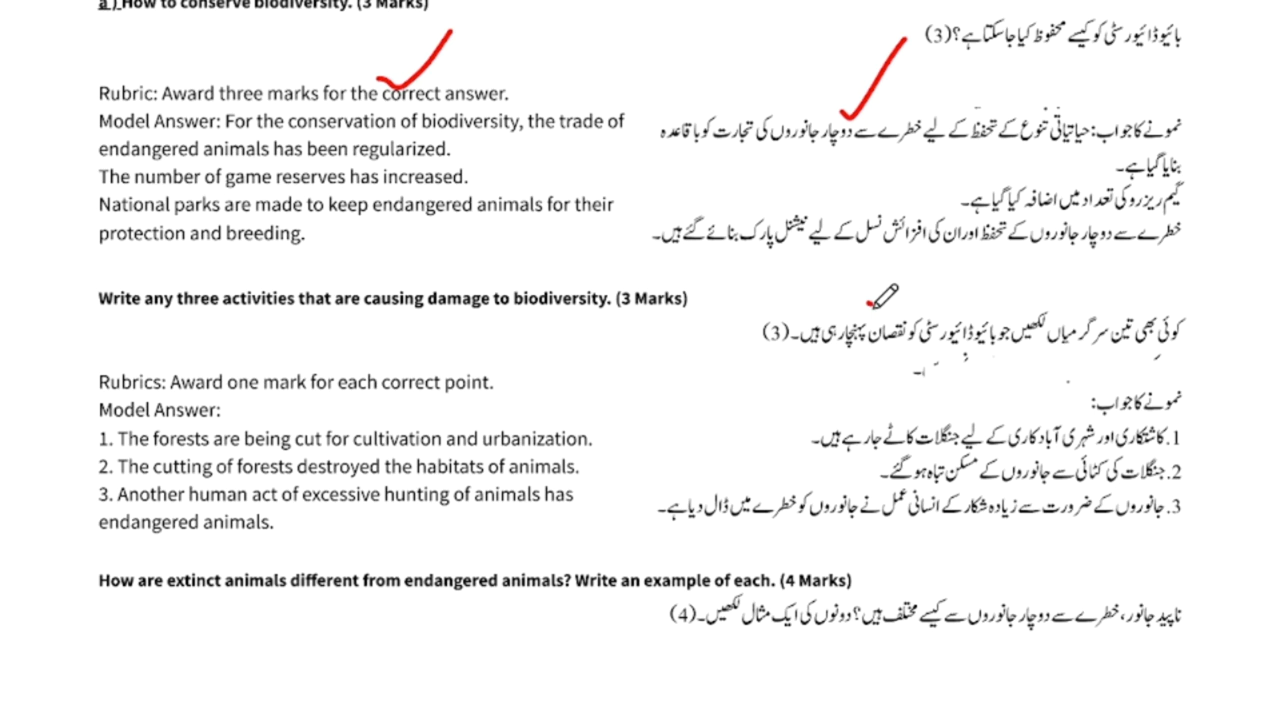 a) How to conserve biodiversity. (3 Marks)
بائیوڈائیورسٹی کو کیسے محفوظ کیا جاسکتا ہے؟(3)
Rubric: Award three marks for the correct answer.
Model Answer: For the conservation of biodiversity, the trade of
endangered animals has been regularized.
The number of game reserves has increased.
National parks are made to keep endangered animals for their
protection and breeding.
نمونے کا جواب: حیاتیاتی تنوع کے تحفظ کے لیے خطرے سے دوچار جانوروں کی تجارت کو باقاعدہ
بنایا گیا ہے۔
گیم ریزرو کی تعداد میں اضافہ کیا گیا ہے۔
خطرے سے دوچار جانوروں کے تحفظ اور ان کی افزائش نسل کے لیے نیشنل پارک بنائے گئے ہیں۔
Write any three activities that are causing damage to biodiversity. (3 Marks)
کوئی بھی تین سرگرمیاں لکھیں جو بائیوڈائیورسٹی کو نقصان پہنچا رہی ہیں۔(3)
Rubrics: Award one mark for each correct point.
Model Answer:
1. The forests are being cut for cultivation and urbanization.
2. The cutting of forests destroyed the habitats of animals.
3. Another human act of excessive hunting of animals has
endangered animals.
نمونے کا جواب:
1. کاشتکاری اور شہری آبادکاری کے لیے جنگلات کاٹے جارہے ہیں۔
2. جنگلات کی کٹائی سے جانوروں کے مسکن تباہ ہو گئے۔
3. جانوروں کے ضرورت سے زیادہ شکار کے انسانی عمل نے جانوروں کو خطرے میں ڈال دیا ہے۔
How are extinct animals different from endangered animals? Write an example of each. (4 Marks)
ناپید جانور، خطرے سے دوچار جانوروں سے کیسے مختلف ہیں؟ دونوں کی ایک مثال لکھیں۔(4)